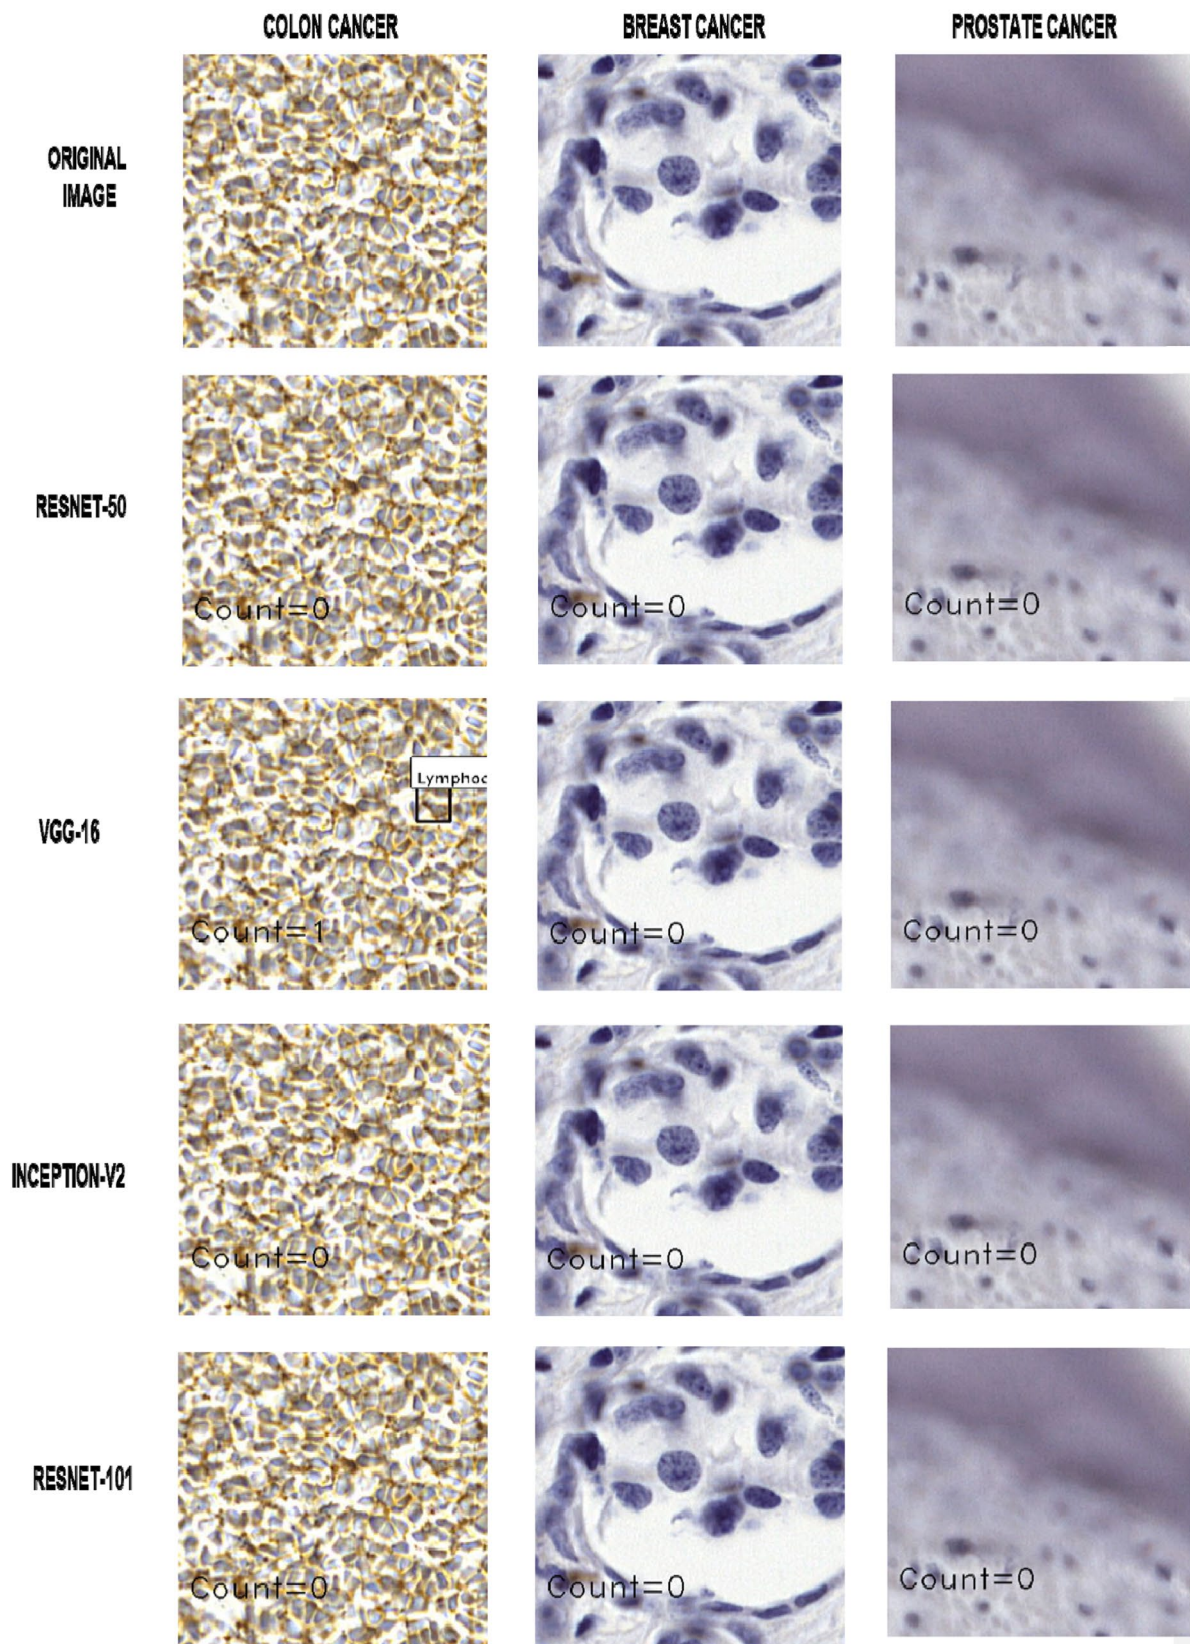 COLON CANCER
BREAST CANCER
PROSTATE CANCER
ORIGINAL
IMAGE
RESNET-50
Count=0
Count=0
Count=0
VGG-16
Lymphoc
Count=1
Count=0
Count=0
INCEPTION-V2
Count=0
Count=0
Count=0
RESNET-101
Count=0
Count=0
Count=0